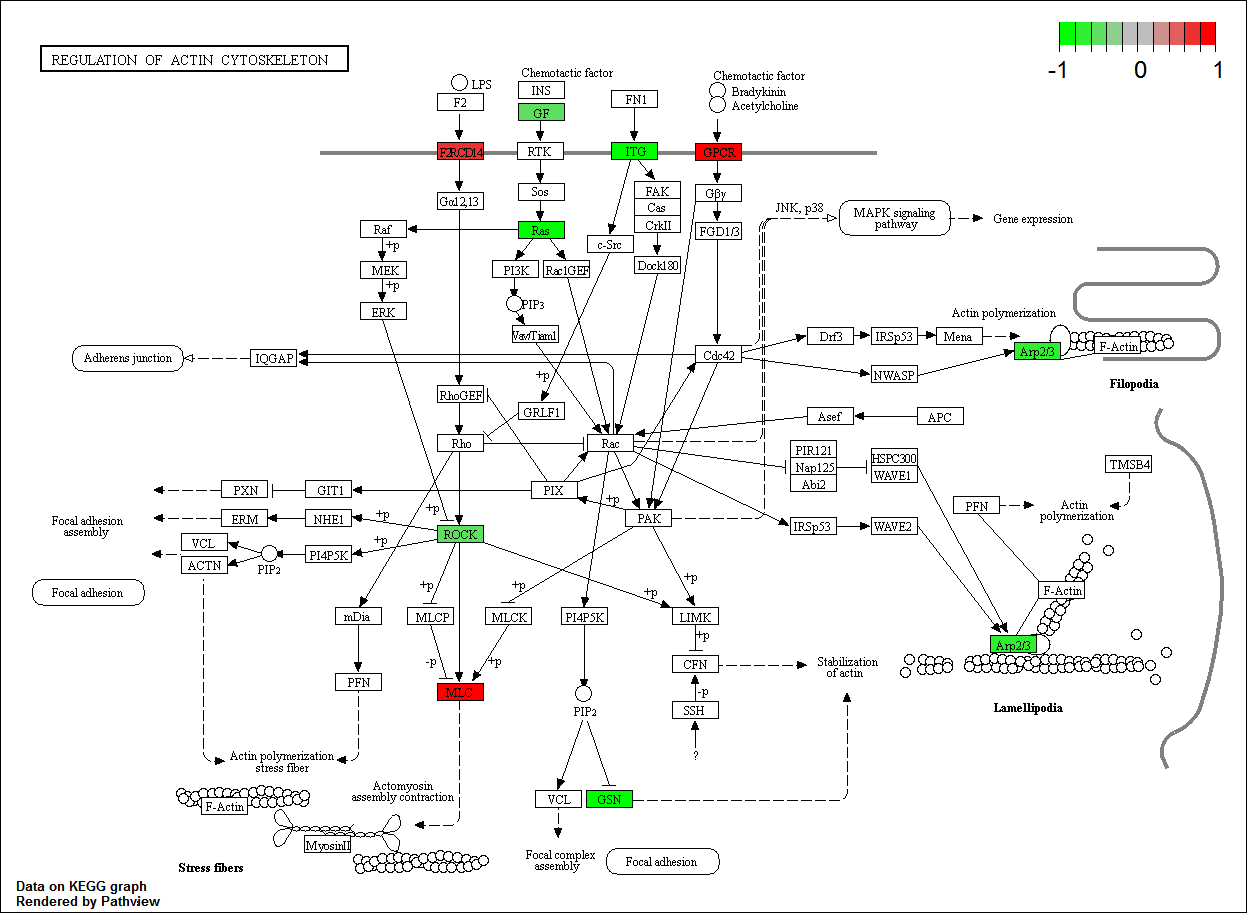 REGULATION OF ACTIN CYTOSKELETON
-1
0
1
LPS
F2
Chemotactic factor
INS
GF
FN1
Chemotactic factor
Bradykinin
Acetylcholine
F2RCD14
RTK
ITG
GPCR
Gα12,13
Sos
FAK
Cas
CrkII
Gβγ
JNK, p38
MAPK signaling
pathway
Gene expression
Raf
Ras
FGD1/3
+p
c-Src
MEK
PI3K
Rac1GEF
Dock180
+p
ERK
PIP3
Vav/Tiam1
Actin polymerization
Drf3
IRSp53
Mena
Arp2/3
F-Actin
Adherens junction
IQGAP
Cdc42
NWASP
Filopodia
+p
RhoGEF
GRLF1
Asef
APC
Rho
Rac
PIR121
Nap125
Abi2
HSPC300
WAVE1
TMSB4
PXN
GIT1
PIX
+p
PFN
Actin
polymerization
Focal adhesion
assembly
ERM
NHE1
+p
+p
PAK
IRSp53
WAVE2
ROCK
VCL
ACTN
PIP2
PI4P5K
+p
Focal adhesion
+p
+p
+p
+p
F-Actin
mDia
MLCP
MLCK
PI4P5K
LIMK
+p
Arp2/3
-p
+p
CFN
Stabilization
of actin
PFN
MLC
-p
PIP2
SSH
Lamellipodia
?
Actin polymerization
stress fiber
Actomyosin
assembly contraction
F-Actin
VCL
GSN
MyosinII
Stress fibers
Focal complex
assembly
Focal adhesion
Data on KEGG graph
Rendered by Pathview